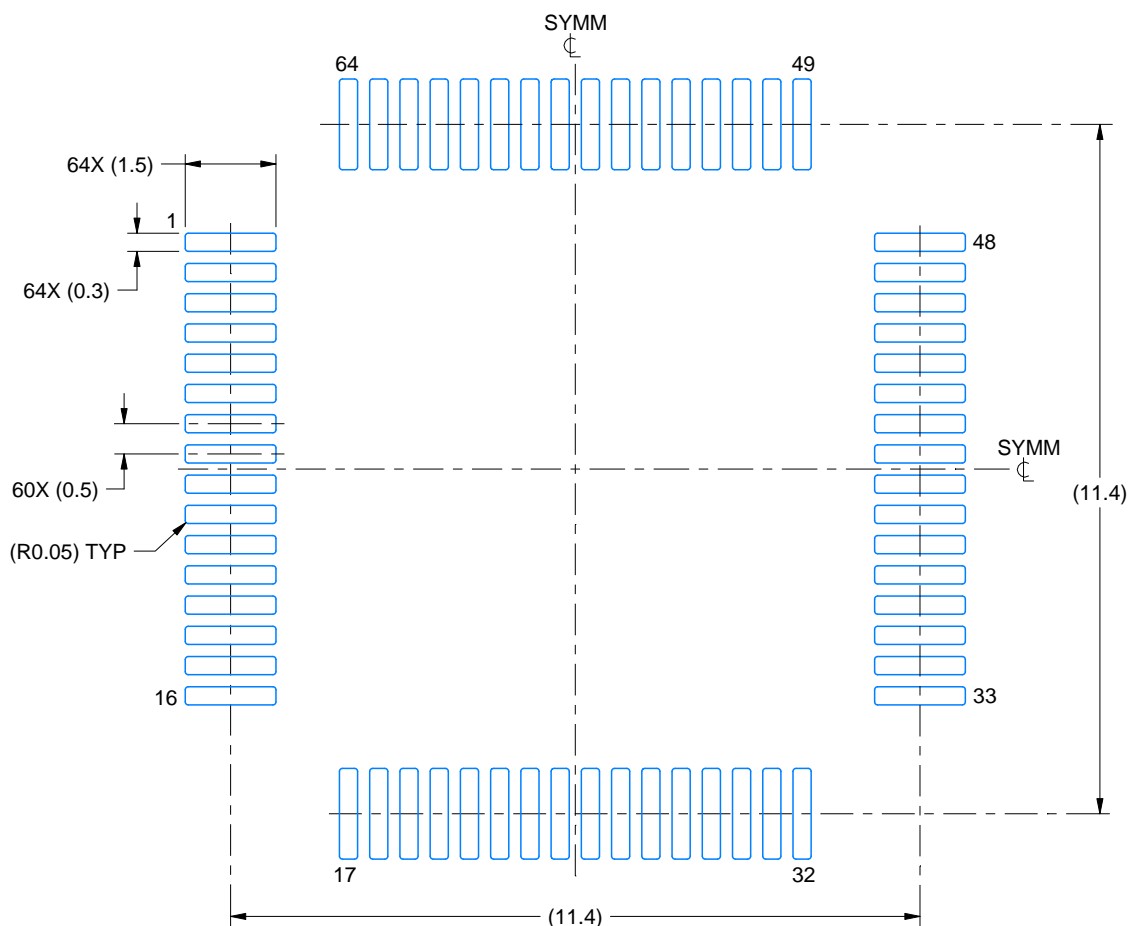 SYMM
64
49
64X (1.5)
1
48
64X (0.3)
SYMM
60X (0.5)
(11.4)
(R0.05) TYP
16
33
17
32
(11.4)